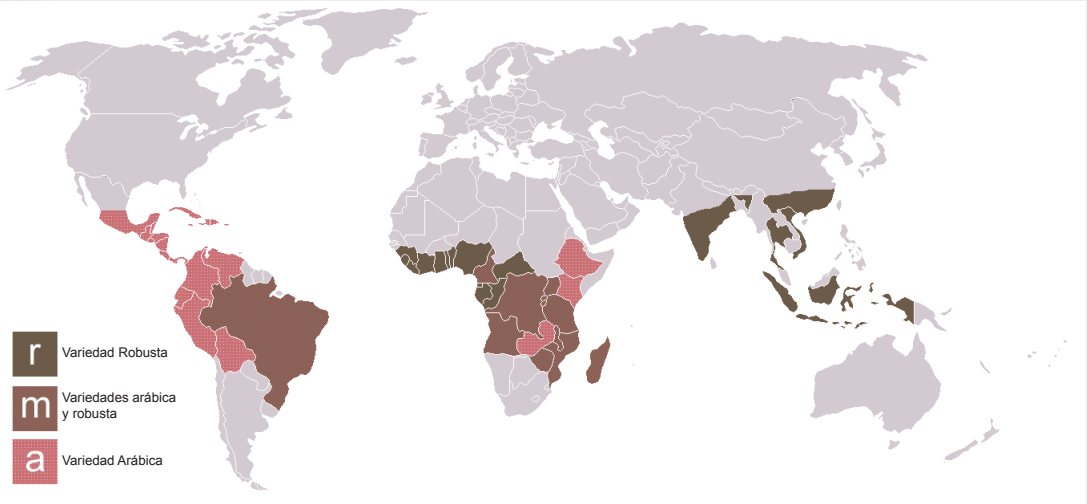 r
Variedad Robusta
m
Variedades arábica
y robusta
a
Variedad Arábica